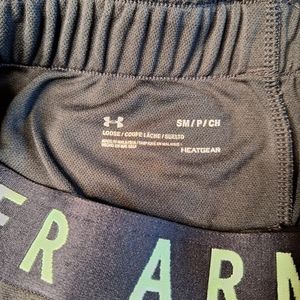 SM / P / CH
LOOSE / COUPE LÂCHE / SUELTO
HEATGEAR
ER ARM